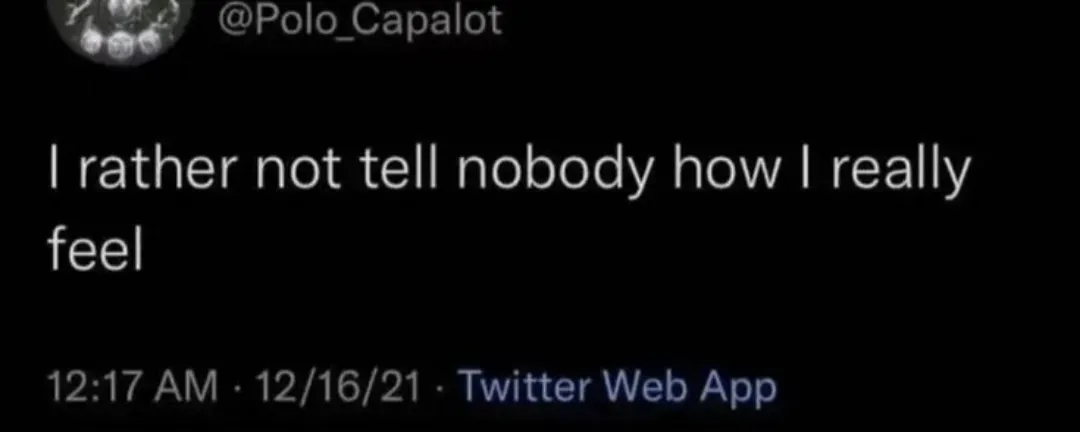 @Polo_Capalot
I rather not tell nobody how I really
feel
12:17 AM · 12/16/21 · Twitter Web App